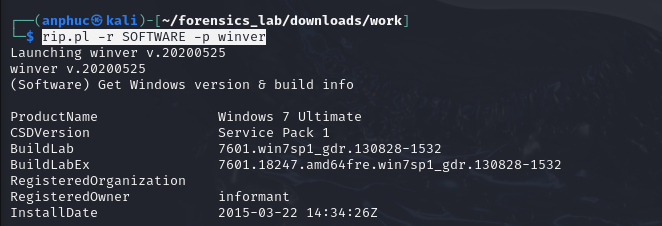 ┌──(anphuc㉿kali)-[~/forensics_lab/downloads/work]
└─$ rip.pl -r SOFTWARE -p winver
Launching winver v.20200525
winver v.20200525
(Software) Get Windows version & build info
ProductName Windows 7 Ultimate
CSDVersion Service Pack 1
BuildLab 7601.win7sp1_gdr.130828-1532
BuildLabEx 7601.18247.amd64fre.win7sp1_gdr.130828-1532
RegisteredOrganization
RegisteredOwner informant
InstallDate 2015-03-22 14:34:26Z